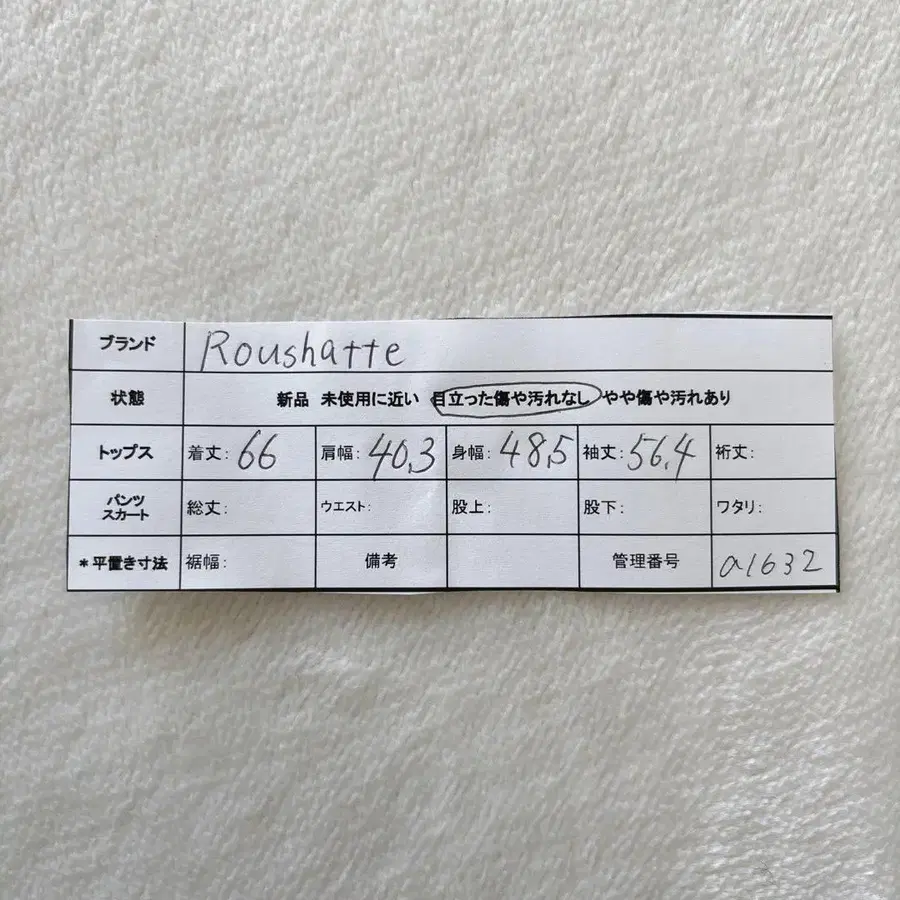 ブランド Roushatte
状態 新品 未使用に近い 目立った傷や汚れなし やや傷や汚れあり
トップス 着丈: 66 肩幅: 40.3 身幅: 48.5 袖丈: 56.4 裄丈:
パンツ
スカート 総丈: ウエスト: 股上: 股下: ワタリ:
*平置き寸法 裾幅: 備考 管理番号 a1632